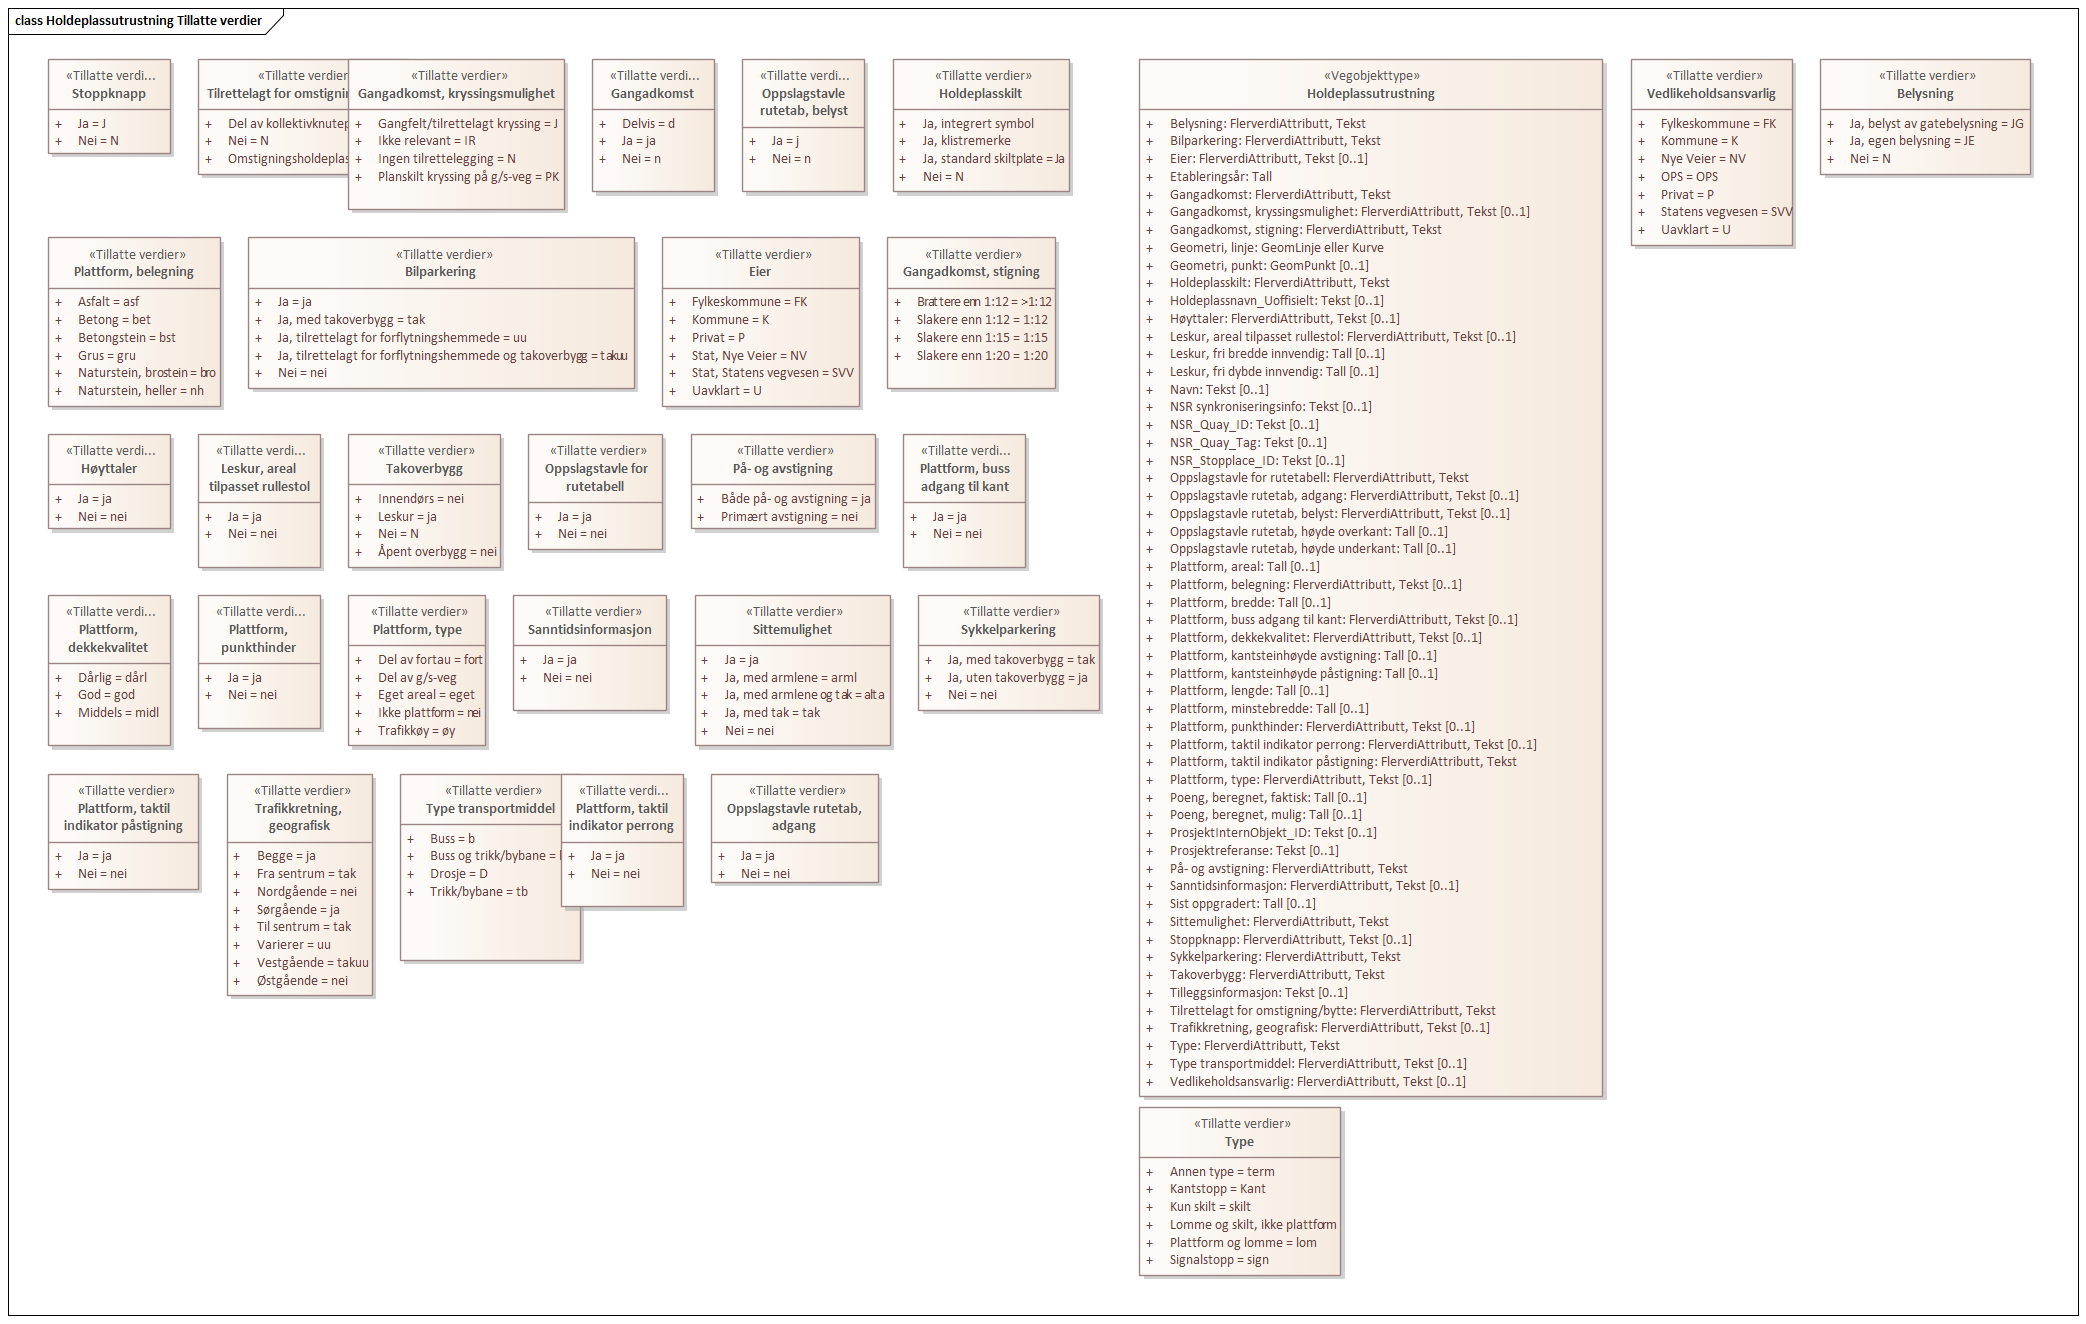 class Holdeplassutrustning Tillatte verdier
«Tillatte verdi...
Stoppknapp
+ Ja = J
+ Nei = N
«Tillatte verdier
Tilrettelagt for
+ Del av
+ Nei = N
«Tillatte verdier»
Gangadkomst, kryssingsmulighet
+ Gangfelt/tilrettelagt kryssing = J
+ Ikke relevant = IR
+ Ingen tilrettelegging = N
+ Planskilt kryssing på g/s-veg = PK
«Tillatte verdi...
Gangadkomst
+ Delvis = d
+ Ja = ja
+ Nei = n
«Tillatte verdi...
Oppslagstavle
rutetab, belyst
+ Ja = j
+ Nei = n
«Tillatte verdier»
Holdeplasskilt
+ Ja, integrert symbol
+ Ja, klistremerke
+ Ja, standard skiltplate = Ja
+ Nei = N
«Vegobjekttype»
Holdeplassutrustning
+ Belysning: FlerverdiAttributt, Tekst
+ Bilparkering: FlerverdiAttributt, Tekst
+ Eier: FlerverdiAttributt, Tekst [0..1]
+ Etableringsår: Tall
+ Gangadkomst: FlerverdiAttributt, Tekst
+ Gangadkomst, kryssingsmulighet: FlerverdiAttributt, Tekst [0..1]
+ Gangadkomst, stigning: FlerverdiAttributt, Tekst
+ Geometri, linje: GeomLinje eller Kurve
+ Geometri, punkt: GeomPunkt [0..1]
+ Holdeplasskilt: FlerverdiAttributt, Tekst
+ Holdeplassnavn_Uoffisielt: Tekst [0..1]
+ Høyttaler: FlerverdiAttributt, Tekst [0..1]
+ Leskur, areal tilpasset rullestol: FlerverdiAttributt, Tekst [0..1]
+ Leskur, fri bredde innvendig: Tall [0..1]
+ Leskur, fri dybde innvendig: Tall [0..1]
+ Navn: Tekst [0..1]
+ NSR synkroniseringsinfo: Tekst [0..1]
+ NSR_Quay_ID: Tekst [0..1]
+ NSR_Quay_Tag: Tekst [0..1]
+ NSR_Stopplace_ID: Tekst [0..1]
+ Oppslagstavle for rutetabell: FlerverdiAttributt, Tekst
+ Oppslagstavle rutetab, adgang: FlerverdiAttributt, Tekst [0..1]
+ Oppslagstavle rutetab, belyst: FlerverdiAttributt, Tekst [0..1]
+ Oppslagstavle rutetab, høyde overkant: Tall [0..1]
+ Oppslagstavle rutetab, høyde underkant: Tall [0..1]
+ Plattform, areal: Tall [0..1]
+ Plattform, belegning: FlerverdiAttributt, Tekst [0..1]
+ Plattform, bredde: Tall [0..1]
+ Plattform, buss adgang til kant: FlerverdiAttributt, Tekst [0..1]
+ Plattform, dekkekvalitet: FlerverdiAttributt, Tekst [0..1]
+ Plattform, kantsteinhøyde avstigning: Tall [0..1]
+ Plattform, kantsteinhøyde påstigning: Tall [0..1]
+ Plattform, lengde: Tall [0..1]
+ Plattform, minstebredde: Tall [0..1]
+ Plattform, punkthinder: FlerverdiAttributt, Tekst [0..1]
+ Plattform, taktil indikator perrong: FlerverdiAttributt, Tekst [0..1]
+ Plattform, taktil indikator påstigning: FlerverdiAttributt, Tekst
+ Plattform, type: FlerverdiAttributt, Tekst [0..1]
+ Poeng, beregnet, faktisk: Tall [0..1]
+ Poeng, beregnet, mulig: Tall [0..1]
+ ProsjektInternObjekt_ID: Tekst [0..1]
+ Prosjektreferanse: Tekst [0..1]
+ På- og avstigning: FlerverdiAttributt, Tekst
+ Sanntidsinformasjon: FlerverdiAttributt, Tekst [0..1]
+ Sist oppgradert: Tall [0..1]
+ Sittemulighet: FlerverdiAttributt, Tekst
+ Stoppknapp: FlerverdiAttributt, Tekst [0..1]
+ Sykkelparkering: FlerverdiAttributt, Tekst
+ Takoverbygg: FlerverdiAttributt, Tekst
+ Tilleggsinformasjon: Tekst [0..1]
+ Tilrettelagt for omstigning/bytte: FlerverdiAttributt, Tekst
+ Trafikkretning, geografisk: FlerverdiAttributt, Tekst [0..1]
+ Type: FlerverdiAttributt, Tekst
+ Type transportmiddel: FlerverdiAttributt, Tekst [0..1]
+ Vedlikeholdsansvarlig: FlerverdiAttributt, Tekst [0..1]
«Tillatte verdier»
Vedlikeholdsansvarlig
+ Fylkeskommune = FK
+ Kommune = K
+ Nye Veier = NV
+ OPS = OPS
+ Privat = P
+ Statens vegvesen = SVV
+ Uavklart = U
«Tillatte verdier»
Belysning
+ Ja, belyst av gatebelysning = JG
+ Ja, egen belysning = JE
+ Nei = N
«Tillatte verdier»
Plattform, belegning
+ Asfalt = asf
+ Betong = bet
+ Betongstein = bst
+ Grus = gru
+ Naturstein, brostein = bro
+ Naturstein, heller = nh
«Tillatte verdier»
Bilparkering
+ Ja = ja
+ Ja, med takoverbygg = tak
+ Ja, tilrettelagt for forflytningshemmede = uu
+ Ja, tilrettelagt for forflytningshemmede og takoverbygg = takuu
+ Nei = nei
«Tillatte verdier»
Eier
+ Fylkeskommune = FK
+ Kommune = K
+ Privat = P
+ Stat, Nye Veier = NV
+ Stat, Statens vegvesen = SVV
+ Uavklart = U
«Tillatte verdier»
Gangadkomst, stigning
+ Brattere enn 1:12 = >1:12
+ Slakere enn 1:12 = 1:12
+ Slakere enn 1:15 = 1:15
+ Slakere enn 1:20 = 1:20
«Tillatte verdi...
Høyttaler
+ Ja = ja
+ Nei = nei
«Tillatte verdi...
Leskur, areal
tilpasset rullestol
+ Ja = ja
+ Nei = nei
«Tillatte verdier»
Takoverbygg
+ Innendørs = nei
+ Leskur = ja
+ Nei = N
+ Åpent overbygg = nei
«Tillatte verdier»
Oppslagstavle for
rutetabell
+ Ja = ja
+ Nei = nei
«Tillatte verdier»
På- og avstigning
+ Både på- og avstigning = ja
+ Primært avstigning = nei
«Tillatte verdi...
Plattform, buss
adgang til kant
+ Ja = ja
+ Nei = nei
«Tillatte verdi...
Plattform,
dekkekvalitet
+ Dårlig = dårl
+ God = god
+ Middels = midl
«Tillatte verdi...
Plattform,
punkthinder
+ Ja = ja
+ Nei = nei
«Tillatte verdier»
Plattform, type
+ Del av fortau = fort
+ Del av g/s-veg
+ Eget areal = eget
+ Ikke plattform = nei
+ Trafikkøy = øy
«Tillatte verdier»
Sanntidsinformasjon
+ Ja = ja
+ Nei = nei
«Tillatte verdier»
Sittemulighet
+ Ja = ja
+ Ja, med armlene = arml
+ Ja, med armlene og tak = alta
+ Ja, med tak = tak
+ Nei = nei
«Tillatte verdier»
Sykkelparkering
+ Ja, med takoverbygg = tak
+ Ja, uten takoverbygg = ja
+ Nei = nei
«Tillatte verdier»
Plattform, taktil
indikator påstigning
+ Ja = ja
+ Nei = nei
«Tillatte verdier»
Trafikkretning,
geografisk
+ Begge = ja
+ Fra sentrum = tak
+ Nordgående = nei
+ Sørgående = ja
+ Til sentrum = tak
+ Varierer = uu
+ Vestgående = takuu
+ Østgående = nei
«Tillatte verdier»
Type transportmiddel
+ Buss = b
+ Buss og trikk/bybane =
+ Drosje = D
+ Trikk/bybane = tb
«Tillatte verdi...
Plattform, taktil
indikator perrong
+ Ja = ja
+ Nei = nei
«Tillatte verdier»
Oppslagstavle rutetab,
adgang
+ Ja = ja
+ Nei = nei
«Tillatte verdier»
Type
+ Annen type = term
+ Kantstopp = Kant
+ Kun skilt = skilt
+ Lomme og skilt, ikke plattform
+ Plattform og lomme = lom
+ Signalstopp = sign